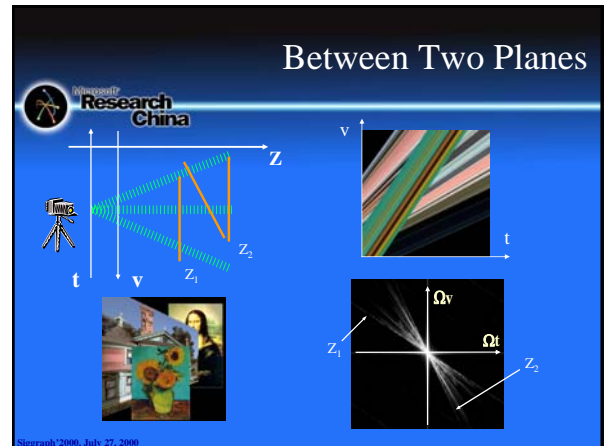 Between Two Planes
Microsoft
Research
China
z
t
v
Z1
Z2
v
t
Ωv
Ωt
Z1
Z2
Siggraph'2000, July 27, 2000